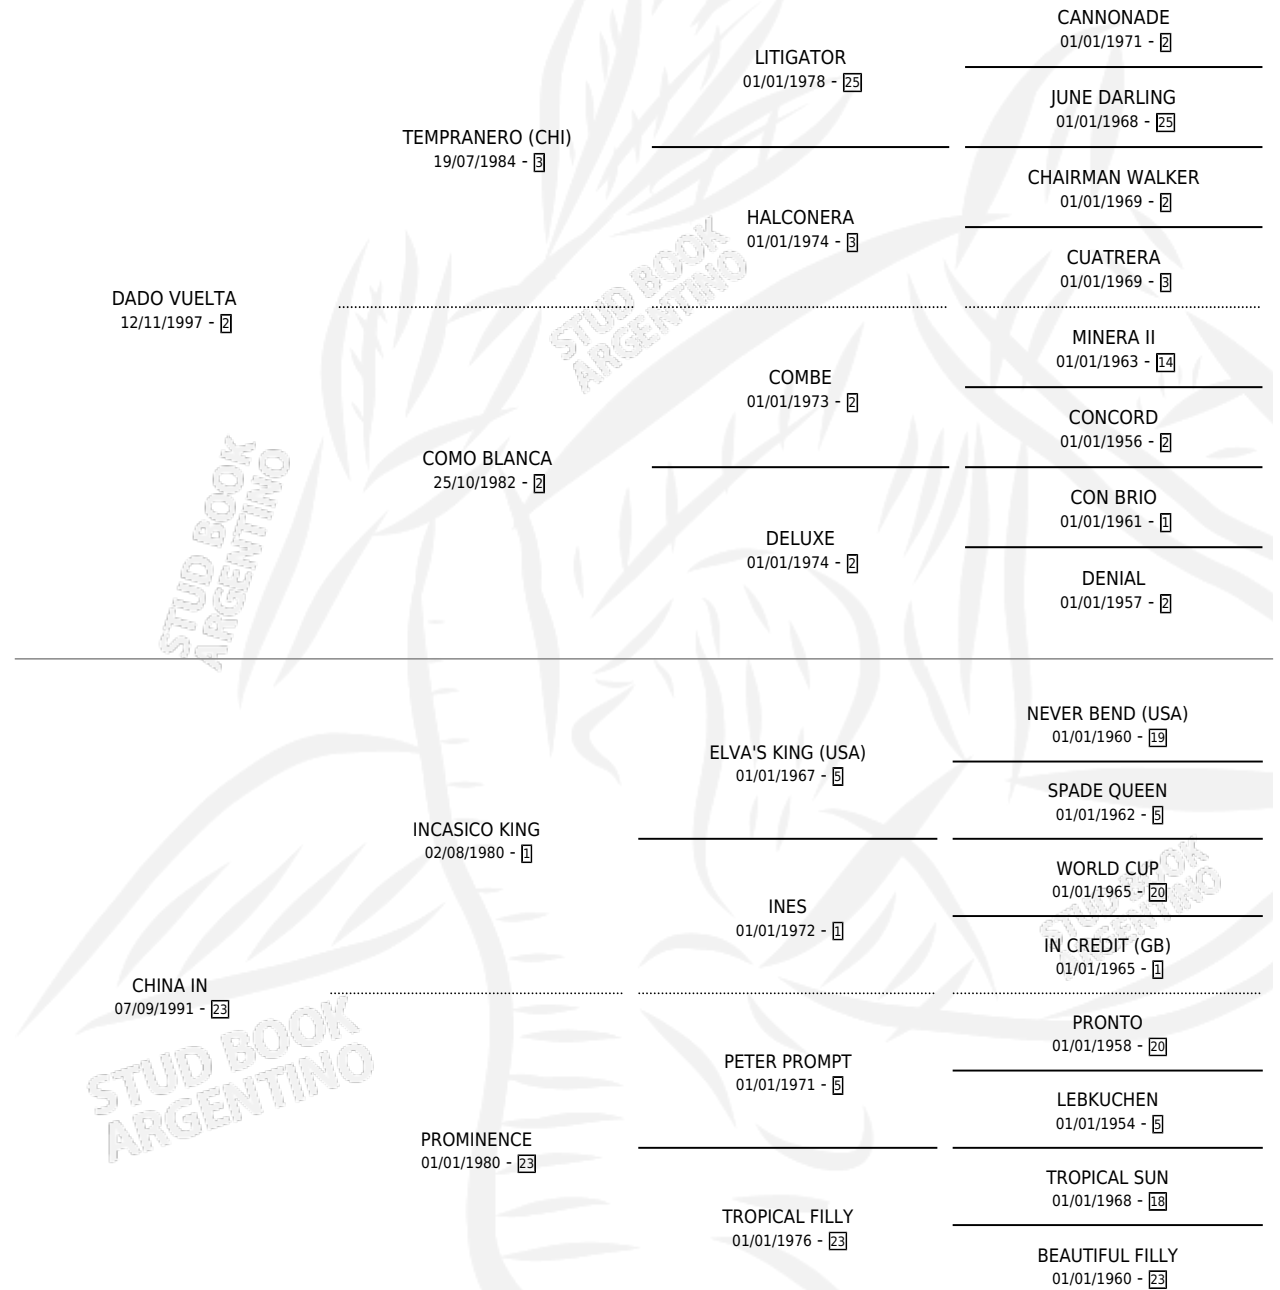 CANNONADE
01/01/1971 - 2
LITIGATOR
01/01/1978 - 25
JUNE DARLING
01/01/1968 - 25
TEMPRANERO (CHI)
19/07/1984 - 3
CHAIRMAN WALKER
01/01/1969 - 2
HALCONERA
01/01/1974 - 3
CUATRERA
01/01/1969 - 3
DADO VUELTA
12/11/1997 - 2
MINERA II
01/01/1963 - 14
COMBE
01/01/1973 - 2
CONCORD
01/01/1956 - 2
COMO BLANCA
25/10/1982 - 2
CON BRIO
01/01/1961 - 1
DELUXE
01/01/1974 - 2
DENIAL
01/01/1957 - 2
NEVER BEND (USA)
01/01/1960 - 19
ELVA'S KING (USA)
01/01/1967 - 5
SPADE QUEEN
01/01/1962 - 5
INCASICO KING
02/08/1980 - 1
WORLD CUP
01/01/1965 - 20
INES
01/01/1972 - 1
IN CREDIT (GB)
01/01/1965 - 1
CHINA IN
07/09/1991 - 23
PRONTO
01/01/1958 - 20
PETER PROMPT
01/01/1971 - 5
LEBKUCHEN
01/01/1954 - 5
PROMINENCE
01/01/1980 - 23
TROPICAL SUN
01/01/1968 - 18
TROPICAL FILLY
01/01/1976 - 23
BEAUTIFUL FILLY
01/01/1960 - 23
STUD BOOK
ARGENTINO
STUD BOOK
ARGENTINO
STUD BOOK
ARGENTINO
STUD BOOK
ARGENTINO